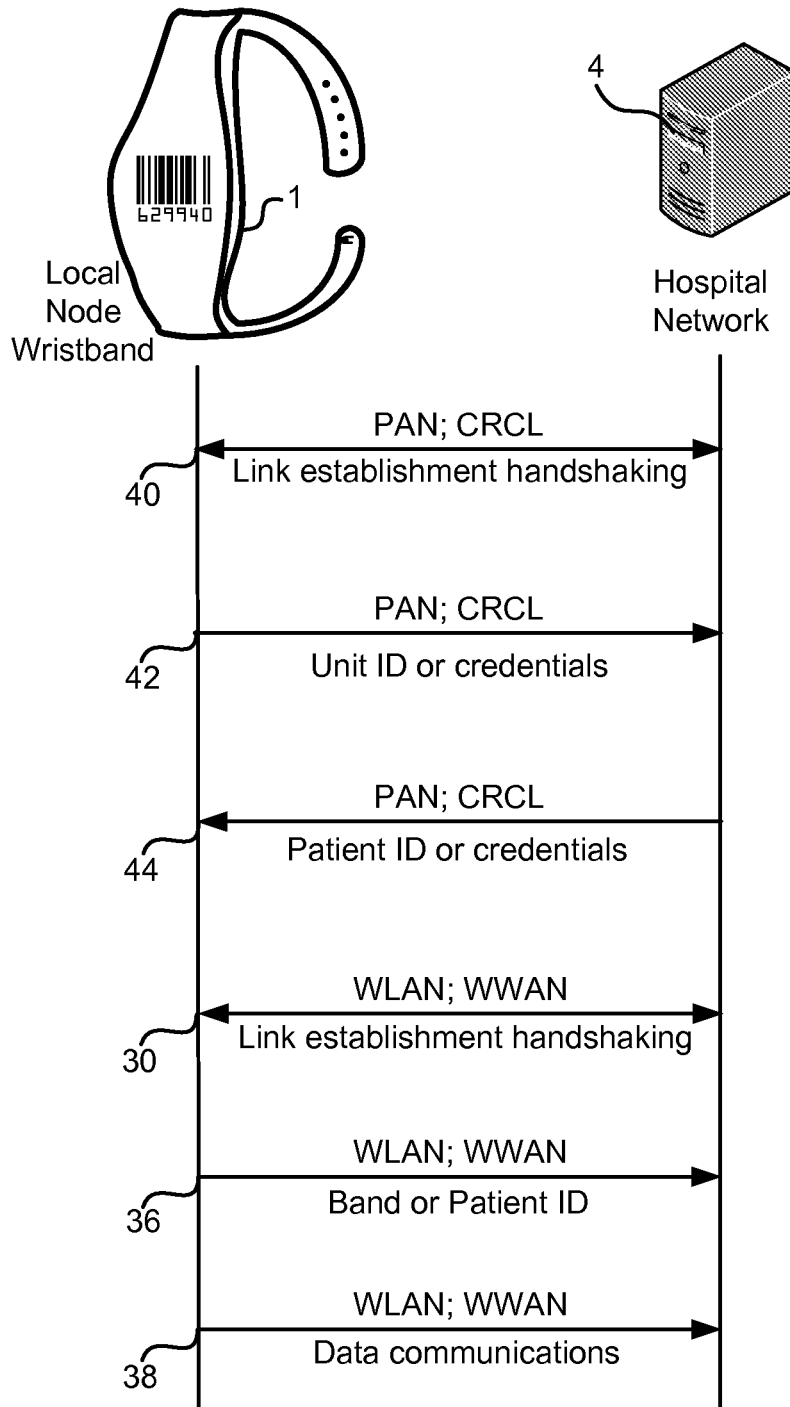 4
629940
1
Local
Node
Wristband
Hospital
Network
PAN; CRCL
Link establishment handshaking
40
PAN; CRCL
Unit ID or credentials
42
PAN; CRCL
Patient ID or credentials
44
WLAN; WWAN
Link establishment handshaking
30
WLAN; WWAN
Band or Patient ID
36
WLAN; WWAN
Data communications
38